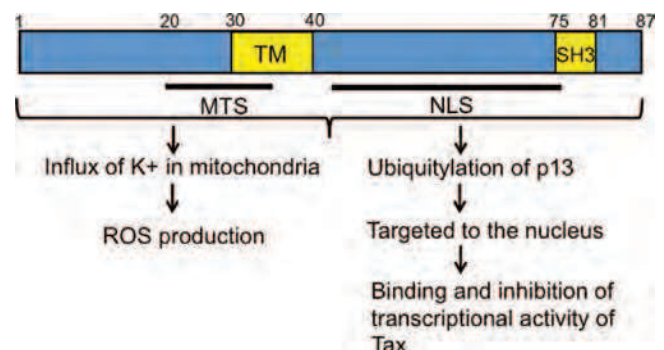 1 20 30 40 75 81 87
TM SH3
MTS NLS
Influx of K+ in mitochondria Ubiquitylation of p13
ROS production Targeted to the nucleus
Binding and inhibition of
transcriptional activity of
Tax